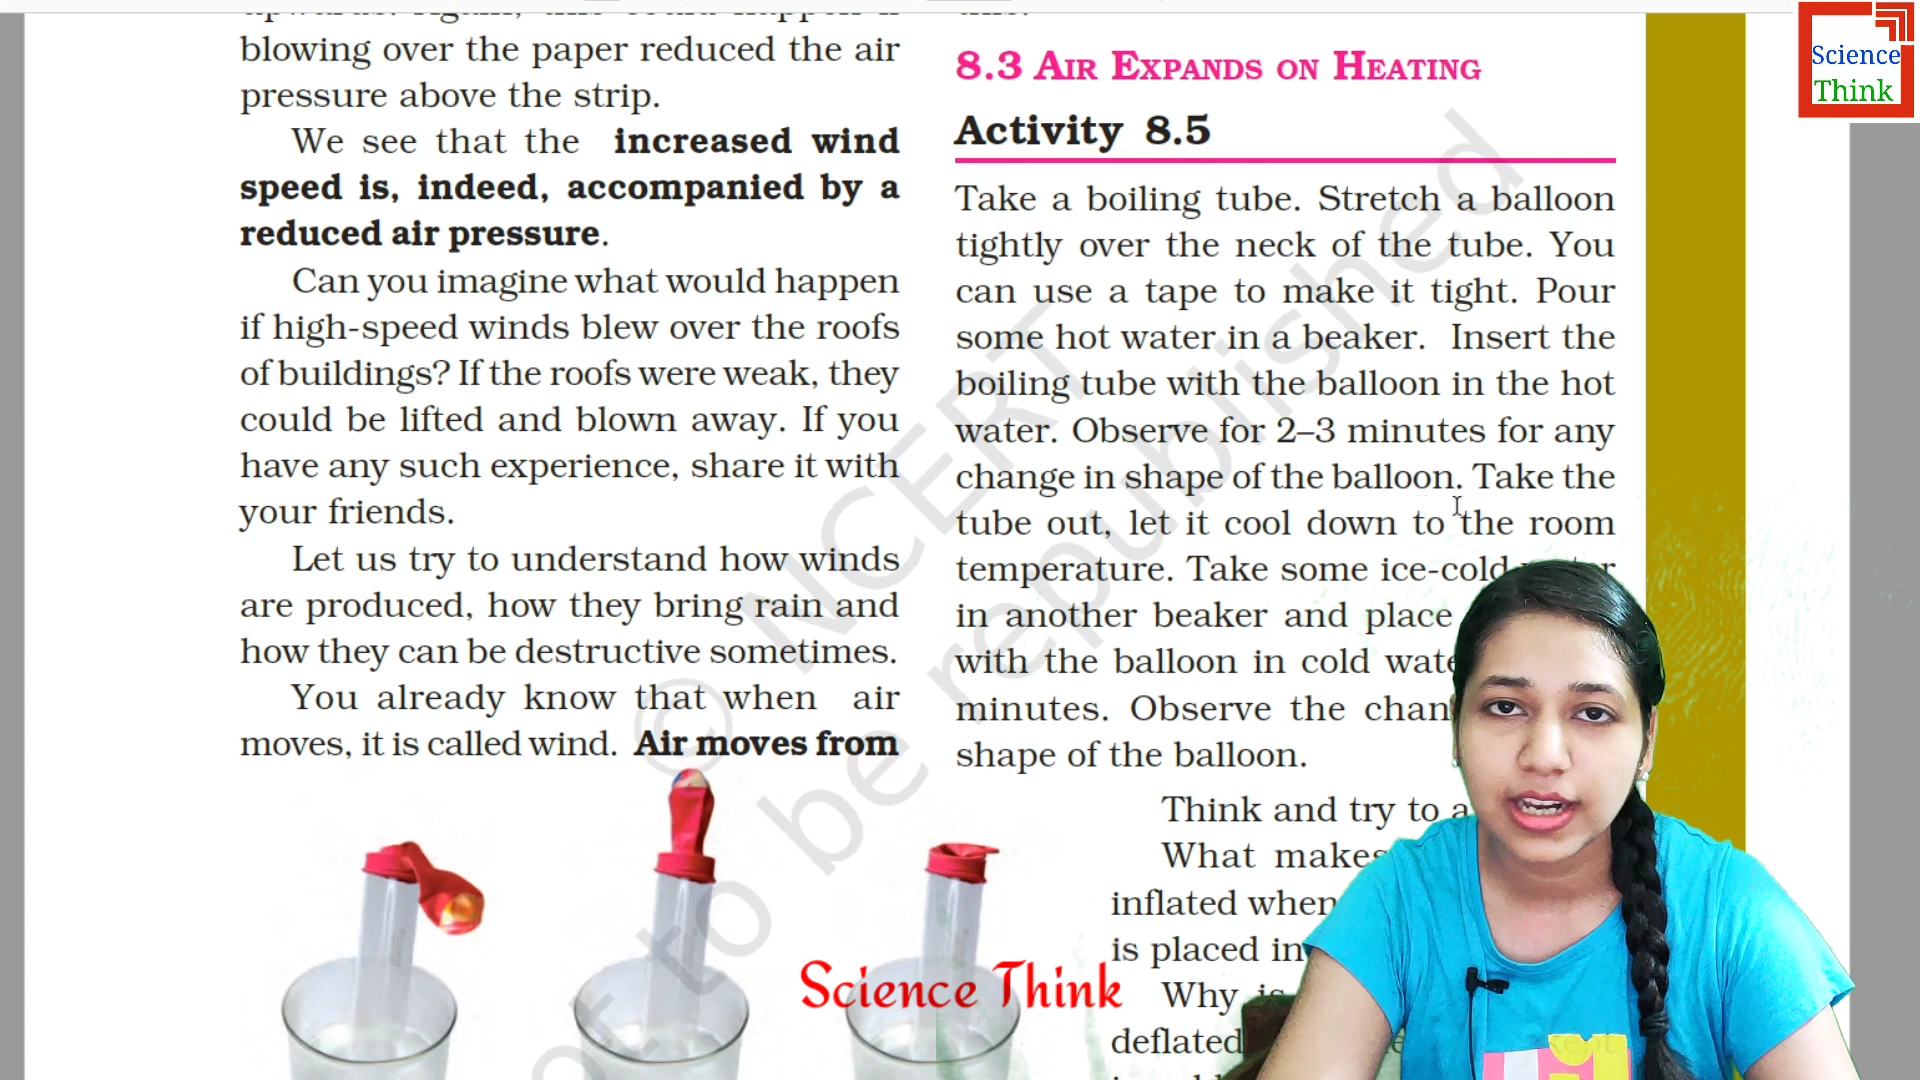 blowing over the paper reduced the air
pressure above the strip.
We see that the increased wind
speed is, indeed, accompanied by a
reduced air pressure.
Can you imagine what would happen
if high-speed winds blew over the roofs
of buildings? If the roofs were weak, they
could be lifted and blown away. If you
have any such experience, share it with
your friends.
Let us try to understand how winds
are produced, how they bring rain and
how they can be destructive sometimes.
You already know that when air
moves, it is called wind. Air moves from
8.3 AIR EXPANDS ON HEATING
Activity 8.5
Take a boiling tube. Stretch a balloon
tightly over the neck of the tube. You
can use a tape to make it tight. Pour
some hot water in a beaker. Insert the
boiling tube with the balloon in the hot
water. Observe for 2–3 minutes for any
change in shape of the balloon. Take the
tube out, let it cool down to the room
temperature. Take some ice-cold
in another beaker and place
with the balloon in cold
minutes. Observe the
shape of the balloon.
Think and try to
What makes
inflated when
is placed in
Why is
deflated
© NCERT
not to be republished
Science Think
Science
Think